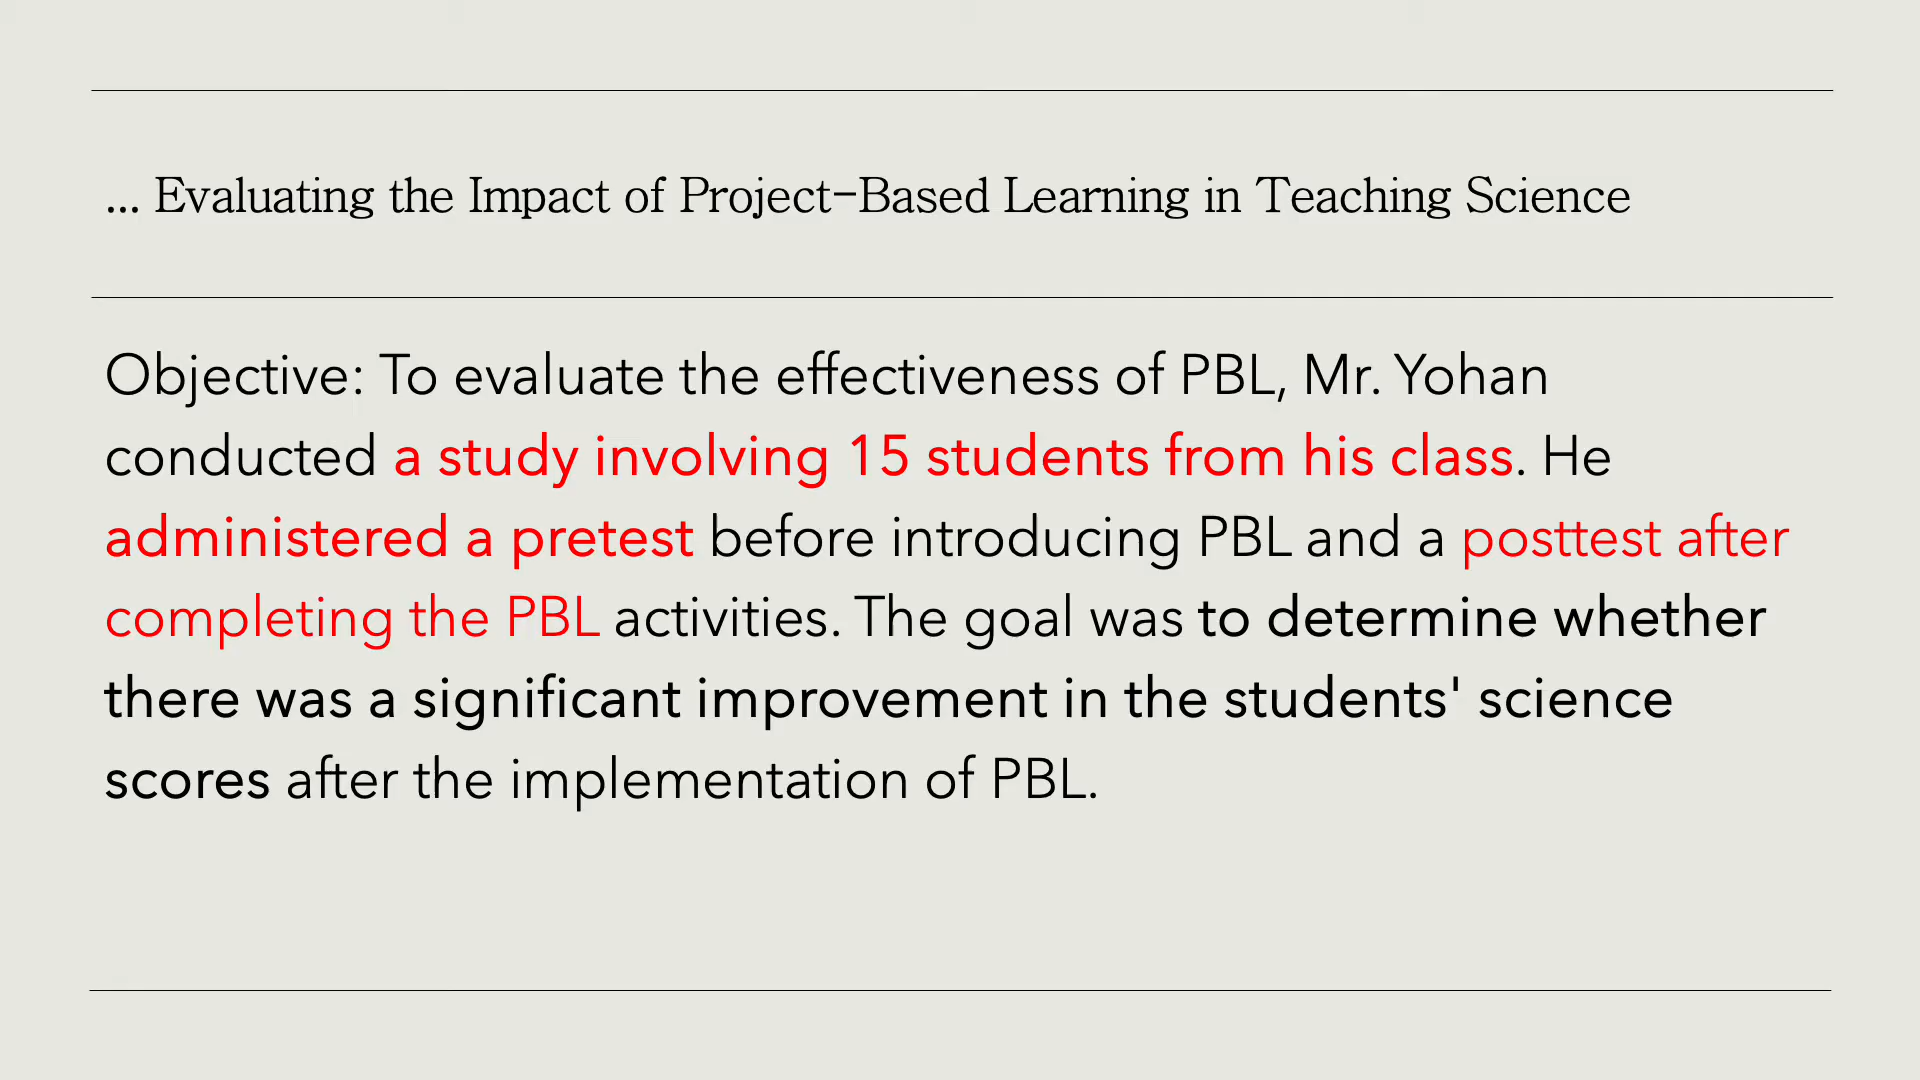 ... Evaluating the Impact of Project-Based Learning in Teaching Science
Objective: To evaluate the effectiveness of PBL, Mr. Yohan
conducted a study involving 15 students from his class. He
administered a pretest before introducing PBL and a posttest after
completing the PBL activities. The goal was to determine whether
there was a significant improvement in the students' science
scores after the implementation of PBL.